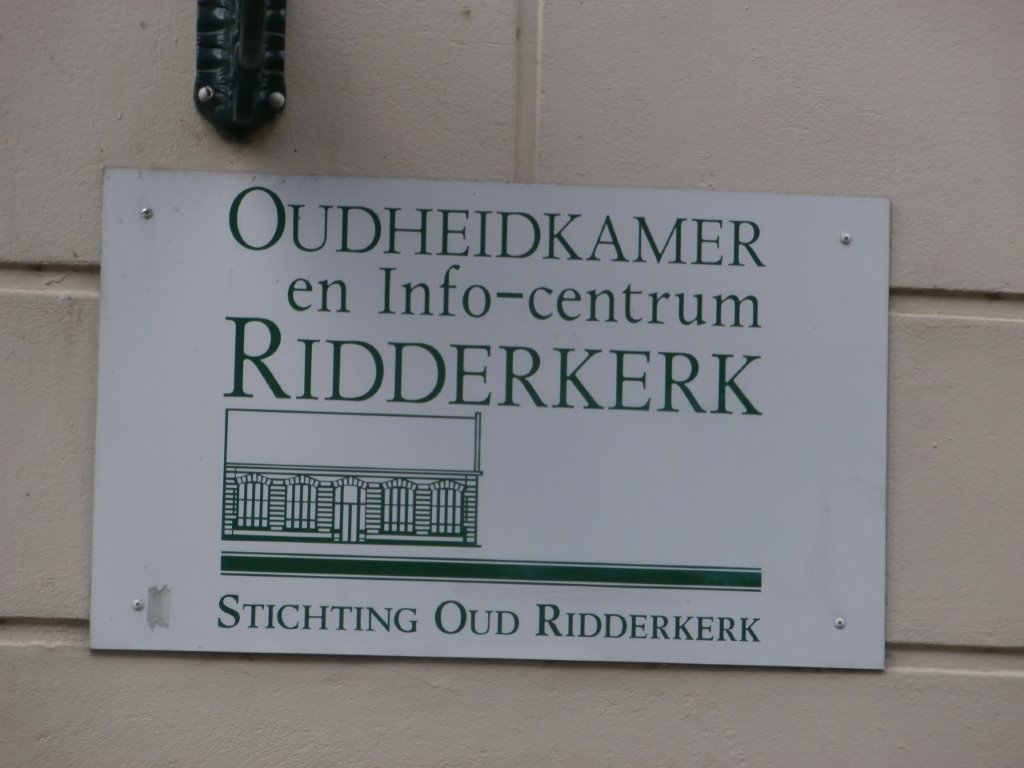 OUDHEIDKAMER
en Info-centrum
RIDDERKERK
STICHTING OUD RIDDERKERK